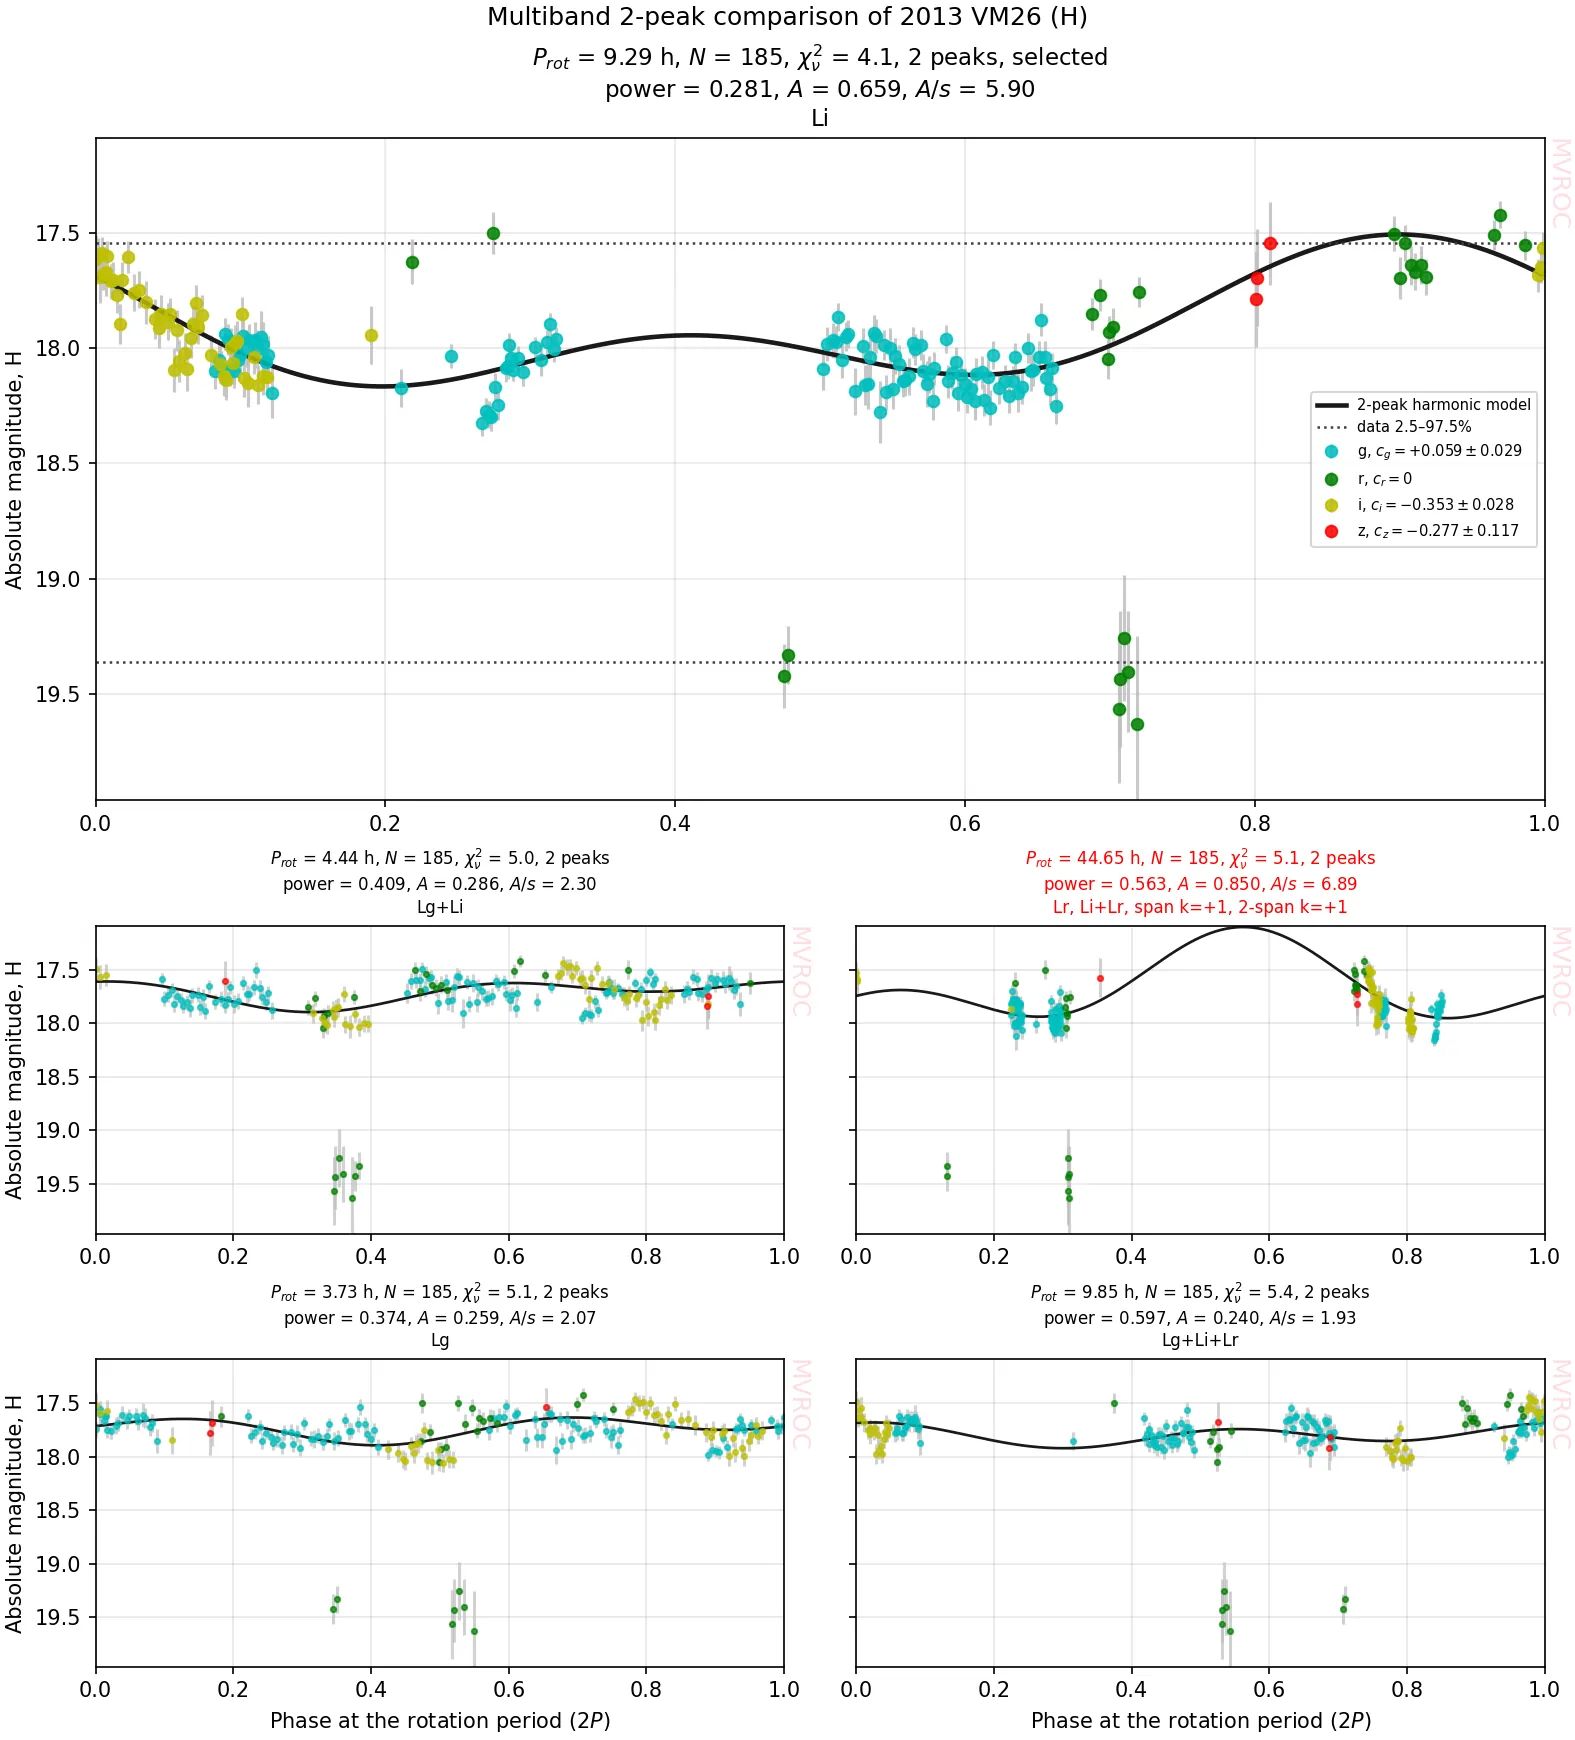 Multiband 2-peak comparison of 2013 VM26 (H)
P_rot = 9.29 h, N = 185, χ²_ν = 4.1, 2 peaks, selected
power = 0.281, A = 0.659, A/s = 5.90
Li
MVROC
17.5
18.0
18.5
19.0
19.5
Absolute magnitude, H
2-peak harmonic model
data 2.5–97.5%
g, c_g = +0.059 ± 0.029
r, c_r = 0
i, c_i = −0.353 ± 0.028
z, c_z = −0.277 ± 0.117
0.0 0.2 0.4 0.6 0.8 1.0
P_rot = 4.44 h, N = 185, χ²_ν = 5.0, 2 peaks
power = 0.409, A = 0.286, A/s = 2.30
Lg+Li
MVROC
17.5
18.0
18.5
19.0
19.5
Absolute magnitude, H
0.0 0.2 0.4 0.6 0.8 1.0
P_rot = 44.65 h, N = 185, χ²_ν = 5.1, 2 peaks
power = 0.563, A = 0.850, A/s = 6.89
Lr, Li+Lr, span k=+1, 2-span k=+1
MVROC
0.0 0.2 0.4 0.6 0.8 1.0
P_rot = 3.73 h, N = 185, χ²_ν = 5.1, 2 peaks
power = 0.374, A = 0.259, A/s = 2.07
Lg
MVROC
17.5
18.0
18.5
19.0
19.5
Absolute magnitude, H
0.0 0.2 0.4 0.6 0.8 1.0
Phase at the rotation period (2P)
P_rot = 9.85 h, N = 185, χ²_ν = 5.4, 2 peaks
power = 0.597, A = 0.240, A/s = 1.93
Lg+Li+Lr
MVROC
0.0 0.2 0.4 0.6 0.8 1.0
Phase at the rotation period (2P)